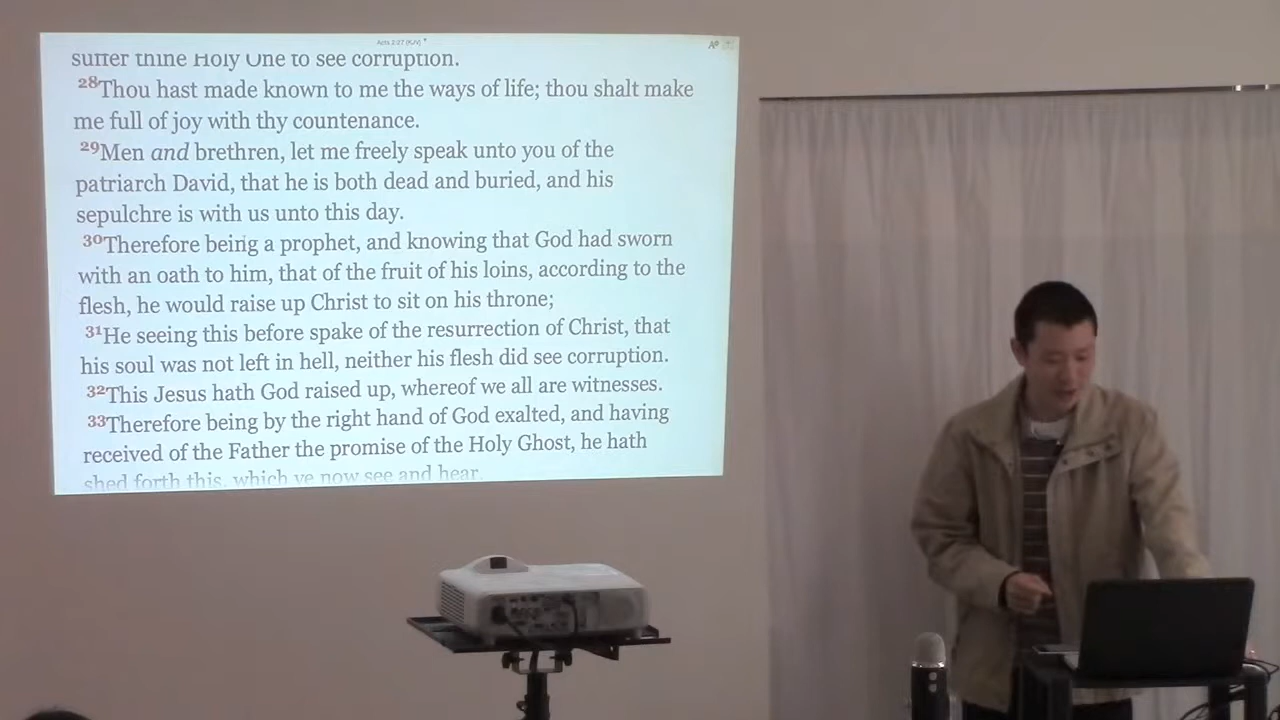 Acts 2:27 (KJV)
suffer thine Holy One to see corruption.
28Thou hast made known to me the ways of life; thou shalt make
me full of joy with thy countenance.
29Men and brethren, let me freely speak unto you of the
patriarch David, that he is both dead and buried, and his
sepulchre is with us unto this day.
30Therefore being a prophet, and knowing that God had sworn
with an oath to him, that of the fruit of his loins, according to the
flesh, he would raise up Christ to sit on his throne;
31He seeing this before spake of the resurrection of Christ, that
his soul was not left in hell, neither his flesh did see corruption.
32This Jesus hath God raised up, whereof we all are witnesses.
33Therefore being by the right hand of God exalted, and having
received of the Father the promise of the Holy Ghost, he hath
shed forth this, which ye now see and hear.